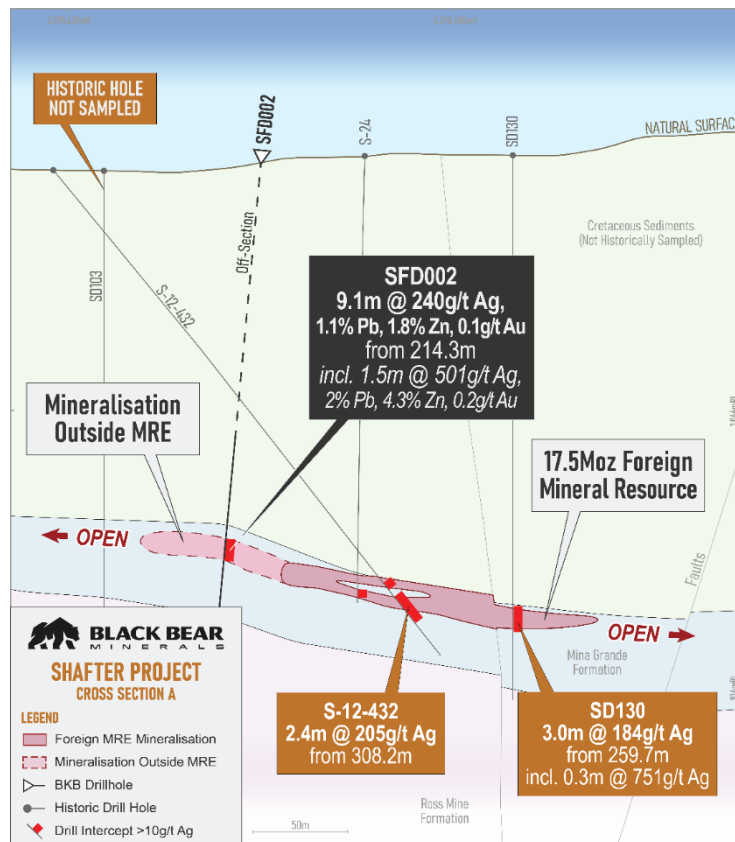 HISTORIC HOLE
NOT SAMPLED
SFD002
S-24
SD130
NATURAL SURFAC
Cretaceous Sediments
(Not Historically Sampled)
Off-Section
SD103
S-12-432
SFD002
9.1m @ 240g/t Ag,
1.1% Pb, 1.8% Zn, 0.1g/t Au
from 214.3m
incl. 1.5m @ 501g/t Ag,
2% Pb, 4.3% Zn, 0.2g/t Au
Mineralisation
Outside MRE
17.5Moz Foreign
Mineral Resource
OPEN
Faults
OPEN
Mina Grande
Formation
BLACK BEAR
MINERALS
SHAFTER PROJECT
CROSS SECTION A
LEGEND
Foreign MRE Mineralisation
Mineralisation Outside MRE
BKB Drillhole
Historic Drill Hole
Drill Intercept >10g/t Ag
S-12-432
2.4m @ 205g/t Ag
from 308.2m
SD130
3.0m @ 184g/t Ag
from 259.7m
incl. 0.3m @ 751g/t Ag
Ross Mine
Formation
50m